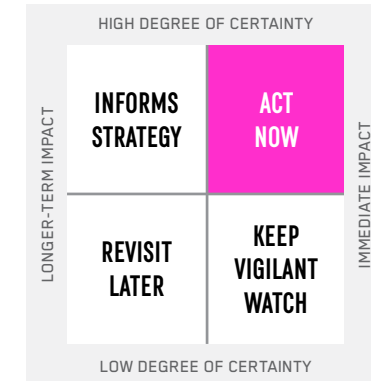 HIGH DEGREE OF CERTAINTY
LONGER-TERM IMPACT
INFORMS
STRATEGY
ACT
NOW
IMMEDIATE IMPACT
REVISIT
LATER
KEEP
VIGILANT
WATCH
LOW DEGREE OF CERTAINTY